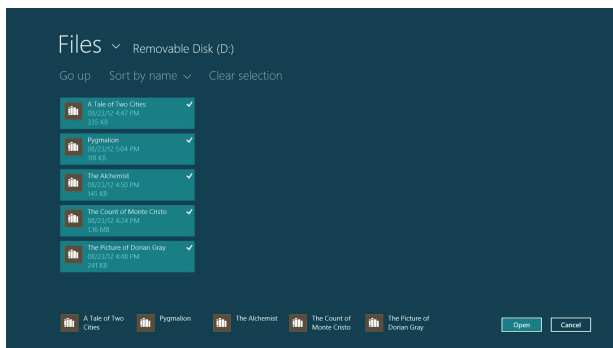 Files Removable Disk (D:)
Go up Sort by name Clear selection
A Tale of Two Cities
08/23/12 4:47 PM
335 KB
Pygmalion
08/23/12 5:04 PM
118 KB
The Alchemist
08/23/12 4:50 PM
145 KB
The Count of Monte Cristo
08/23/12 4:24 PM
1.16 MB
The Picture of Dorian Gray
08/23/12 4:48 PM
241 KB
A Tale of Two
Cities
Pygmalion
The Alchemist
The Count of
Monte Cristo
The Picture of
Dorian Gray
Open
Cancel